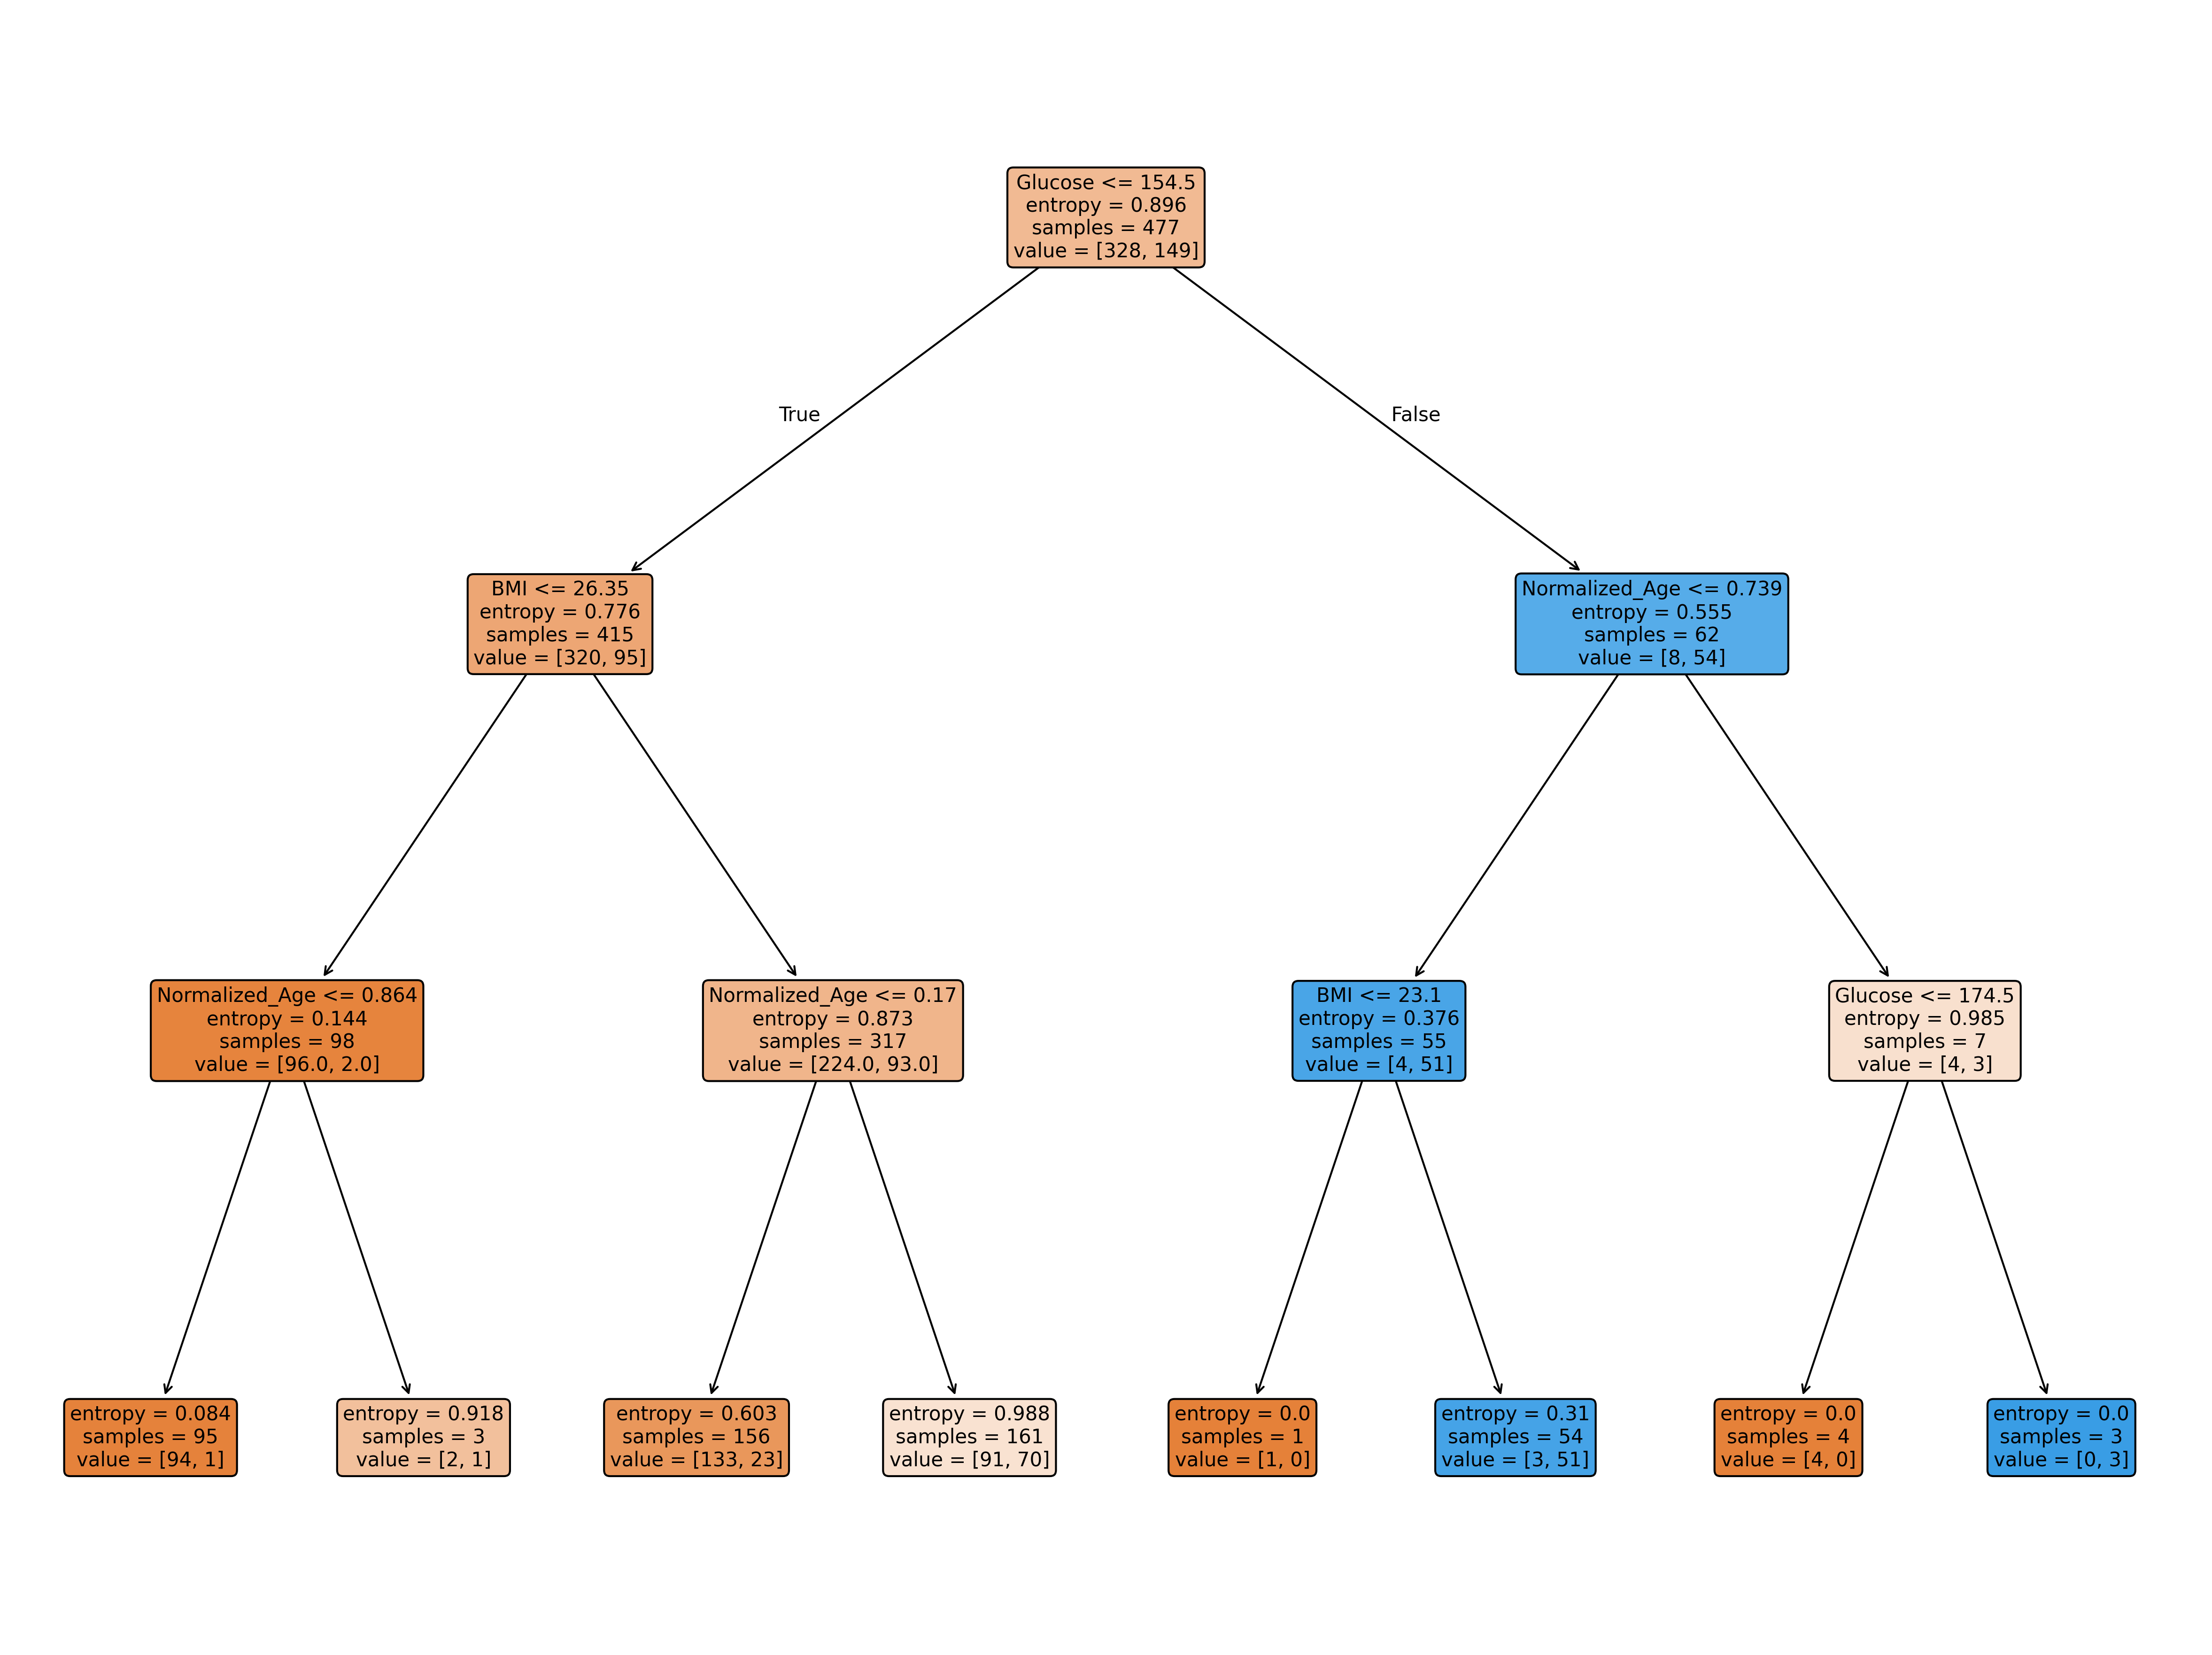 Glucose <= 154.5
entropy = 0.896
samples = 477
value = [328, 149]
True
False
BMI <= 26.35
entropy = 0.776
samples = 415
value = [320, 95]
Normalized_Age <= 0.739
entropy = 0.555
samples = 62
value = [8, 54]
Normalized_Age <= 0.864
entropy = 0.144
samples = 98
value = [96.0, 2.0]
Normalized_Age <= 0.17
entropy = 0.873
samples = 317
value = [224.0, 93.0]
BMI <= 23.1
entropy = 0.376
samples = 55
value = [4, 51]
Glucose <= 174.5
entropy = 0.985
samples = 7
value = [4, 3]
entropy = 0.084
samples = 95
value = [94, 1]
entropy = 0.918
samples = 3
value = [2, 1]
entropy = 0.603
samples = 156
value = [133, 23]
entropy = 0.988
samples = 161
value = [91, 70]
entropy = 0.0
samples = 1
value = [1, 0]
entropy = 0.31
samples = 54
value = [3, 51]
entropy = 0.0
samples = 4
value = [4, 0]
entropy = 0.0
samples = 3
value = [0, 3]